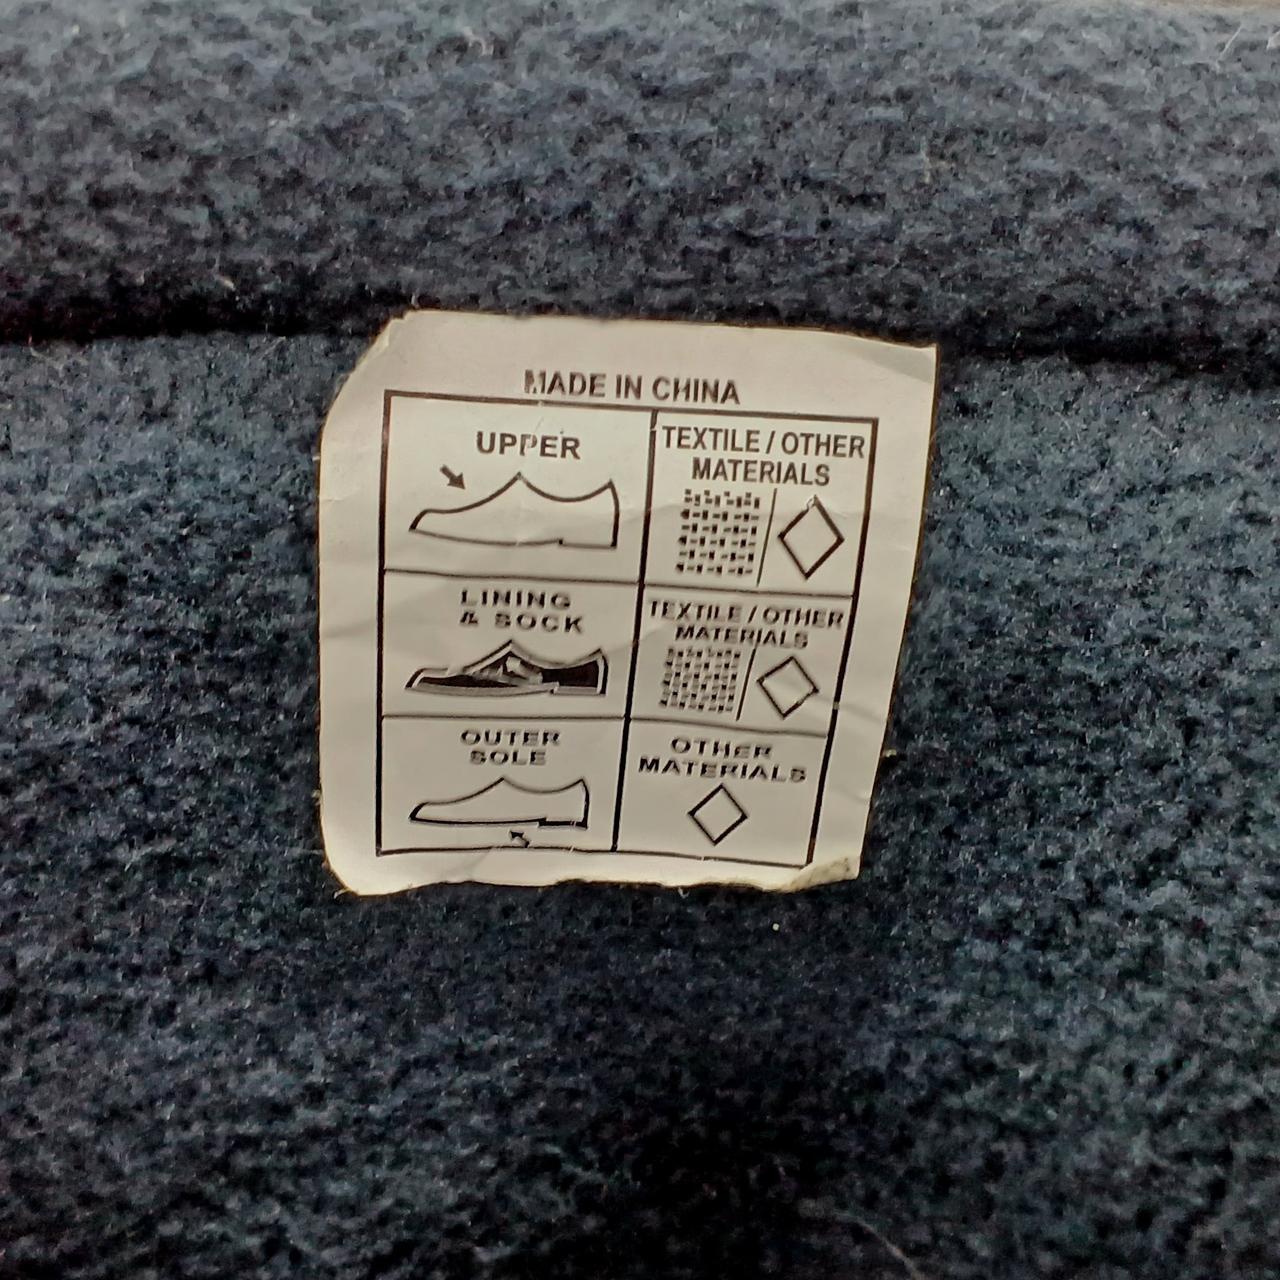 MADE IN CHINA
UPPER
TEXTILE / OTHER
MATERIALS
LINING
& SOCK
TEXTILE / OTHER
MATERIALS
OUTER
SOLE
OTHER
MATERIALS